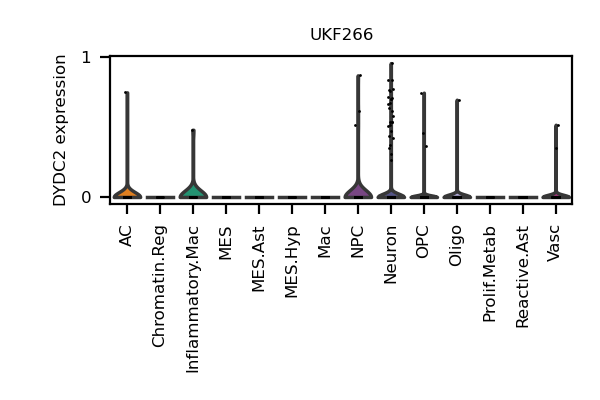 UKF266
DYDC2 expression
1
0
AC
Chromatin.Reg
Inflammatory.Mac
MES
MES.Ast
MES.Hyp
Mac
NPC
Neuron
OPC
Oligo
Prolif.Metab
Reactive.Ast
Vasc